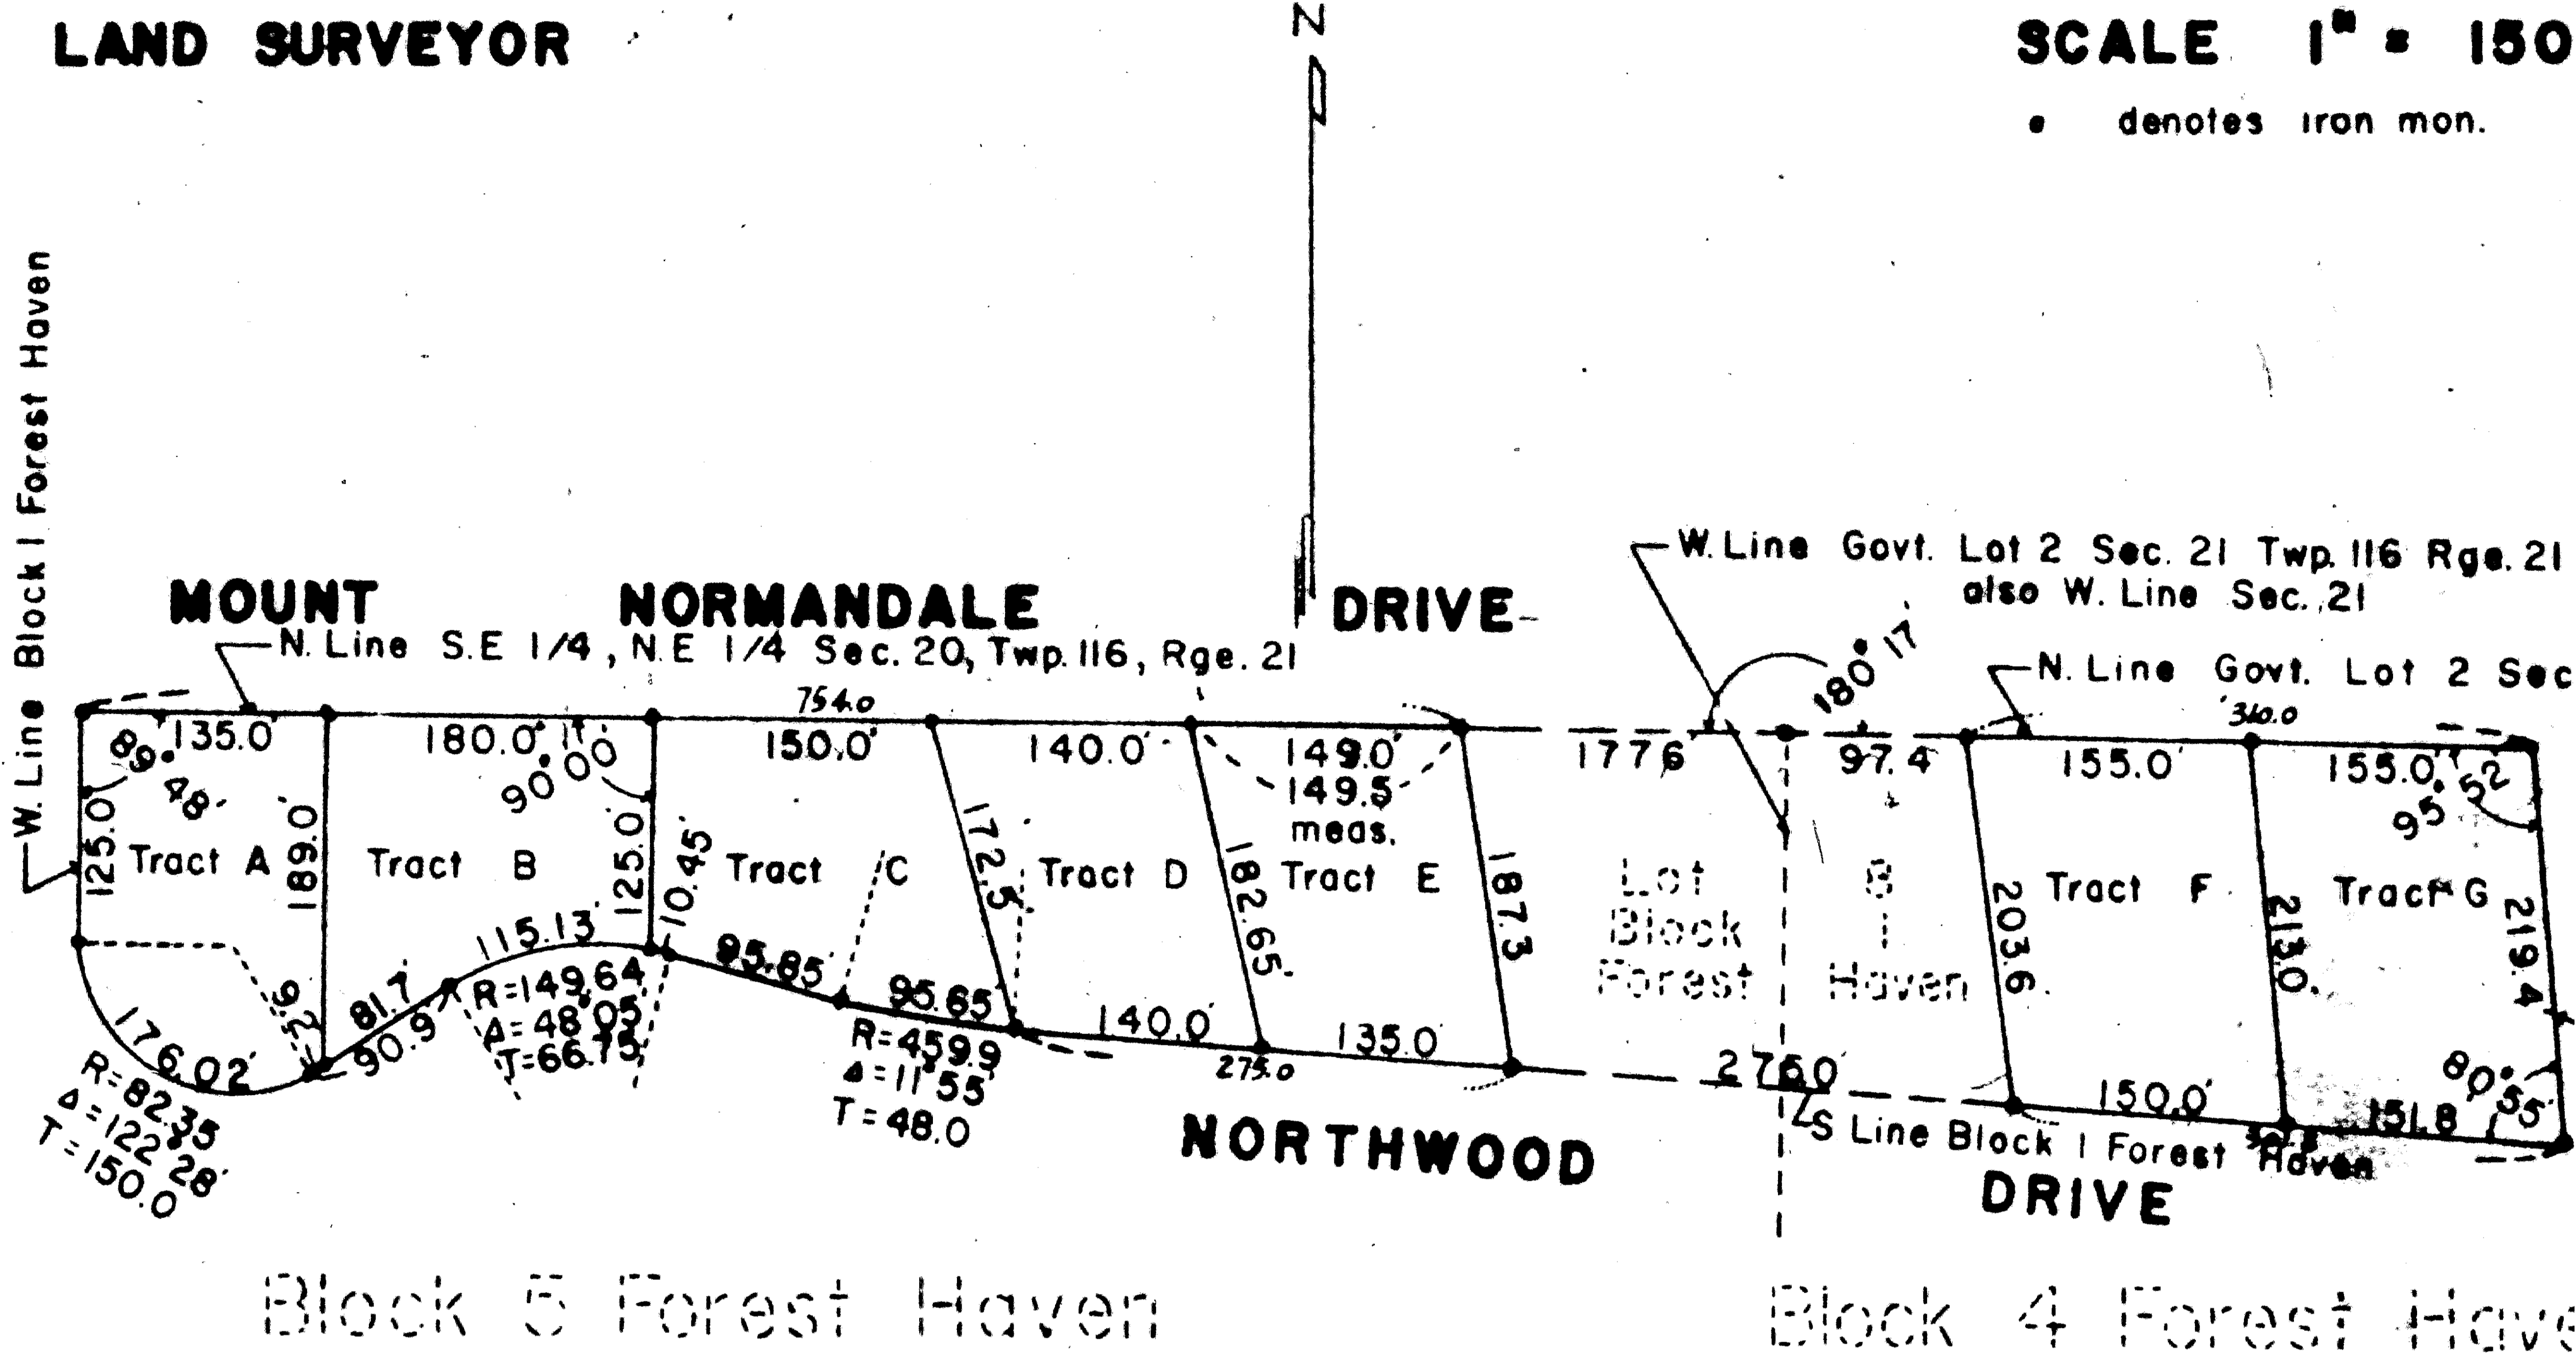 LAND SURVEYOR
N
SCALE 1" = 150
• denotes iron mon.
W. Line Block 1 Forest Haven
W. Line Govt. Lot 2 Sec. 21 Twp. 116 Rge. 21
also W. Line Sec. 21
MOUNT NORMANDALE DRIVE
N. Line S.E 1/4, N.E 1/4 Sec. 20, Twp. 116, Rge. 21
180° 17'
N. Line Govt. Lot 2 Sec
754.0
310.0
135.0'
180.0'
150.0'
140.0'
149.0'
149.5
meas.
177.6
97.4
155.0'
155.0'
89° 48'
90° 00'
95° 52'
125.0'
Tract A
189.0'
Tract B
125.0'
10.45'
Tract C
172.5'
Tract D
182.65'
Tract E
187.3
Lot 8
Block 1
Forest Haven
203.6
Tract F
213.0'
Tract G
219.4
176.02'
R=82.35
Δ=122° 28'
T=150.0
9.2
81.7'
90.9
115.13'
R=149.64'
Δ=48° 05'
T=66.75'
95.85'
95.65'
R=459.9
Δ=11° 55'
T=48.0
140.0'
275.0
135.0'
275.0'
150.0'
151.8
80° 55'
S Line Block 1 Forest Haven
NORTHWOOD DRIVE
Block 5 Forest Haven
Block 4 Forest Have